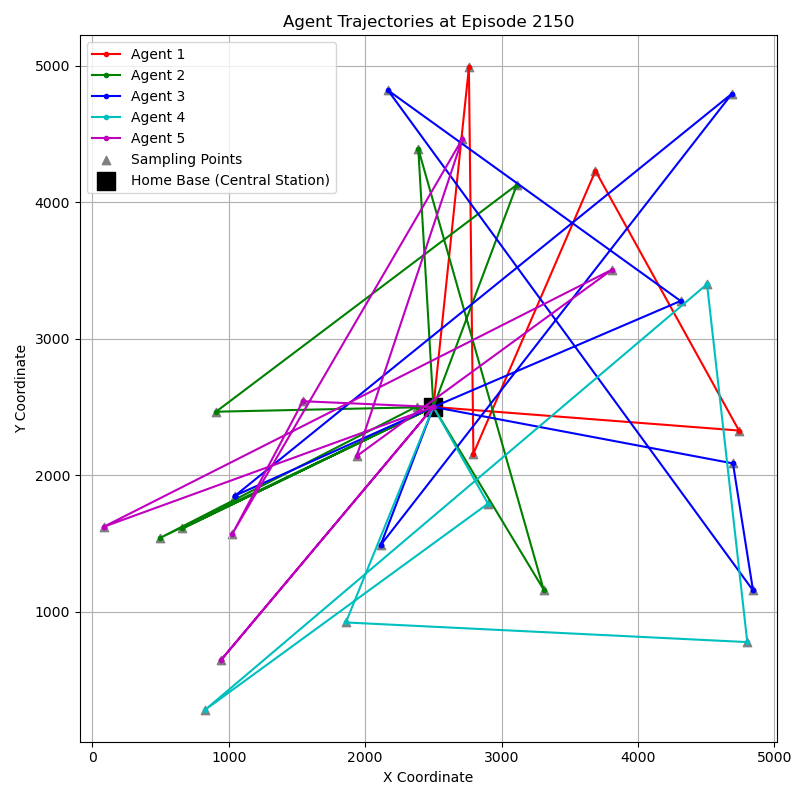 Agent Trajectories at Episode 2150
Agent 1
Agent 2
Agent 3
Agent 4
Agent 5
Sampling Points
Home Base (Central Station)
5000
4000
3000
2000
1000
Y Coordinate
0 1000 2000 3000 4000 5000
X Coordinate